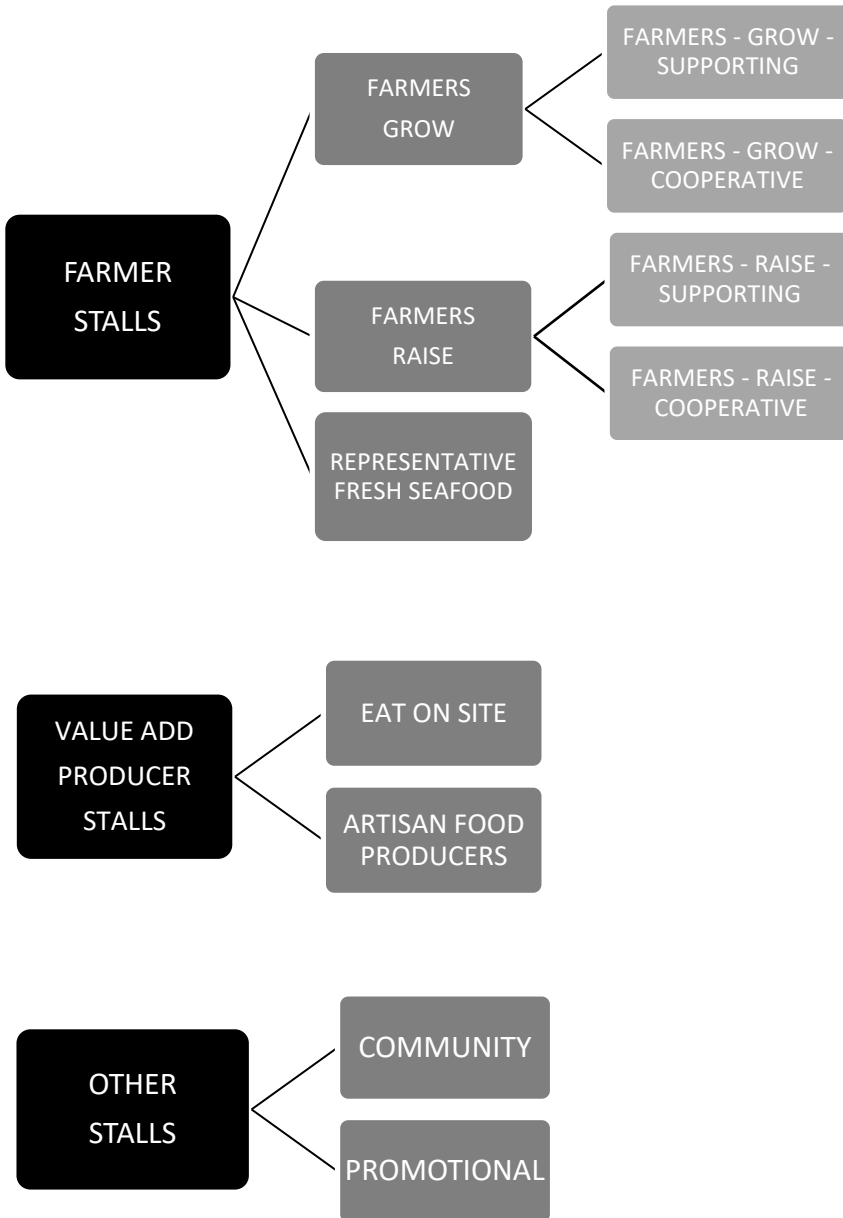 FARMER
STALLS
FARMERS
GROW
FARMERS - GROW -
SUPPORTING
FARMERS - GROW -
COOPERATIVE
FARMERS
RAISE
FARMERS - RAISE -
SUPPORTING
FARMERS - RAISE -
COOPERATIVE
REPRESENTATIVE
FRESH SEAFOOD
VALUE ADD
PRODUCER
STALLS
EAT ON SITE
ARTISAN FOOD
PRODUCERS
OTHER
STALLS
COMMUNITY
PROMOTIONAL